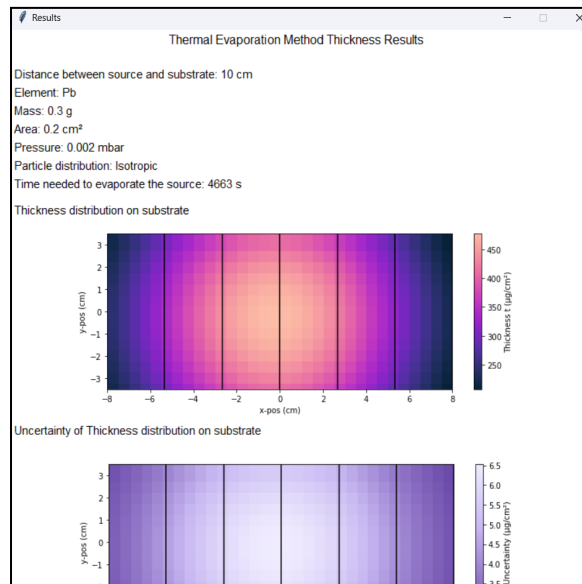 Results
Thermal Evaporation Method Thickness Results
Distance between source and substrate: 10 cm
Element: Pb
Mass: 0.3 g
Area: 0.2 cm²
Pressure: 0.002 mbar
Particle distribution: Isotropic
Time needed to evaporate the source: 4663 s
Thickness distribution on substrate
3
2
1
0
−1
−2
−3
y-pos (cm)
−8 −6 −4 −2 0 2 4 6 8
x-pos (cm)
450
400
350
300
250
Thickness t (μg/cm²)
Uncertainty of Thickness distribution on substrate
3
2
1
0
−1
y-pos (cm)
6.5
6.0
5.5
5.0
4.5
4.0
3.5
Uncertainty (μg/cm²)